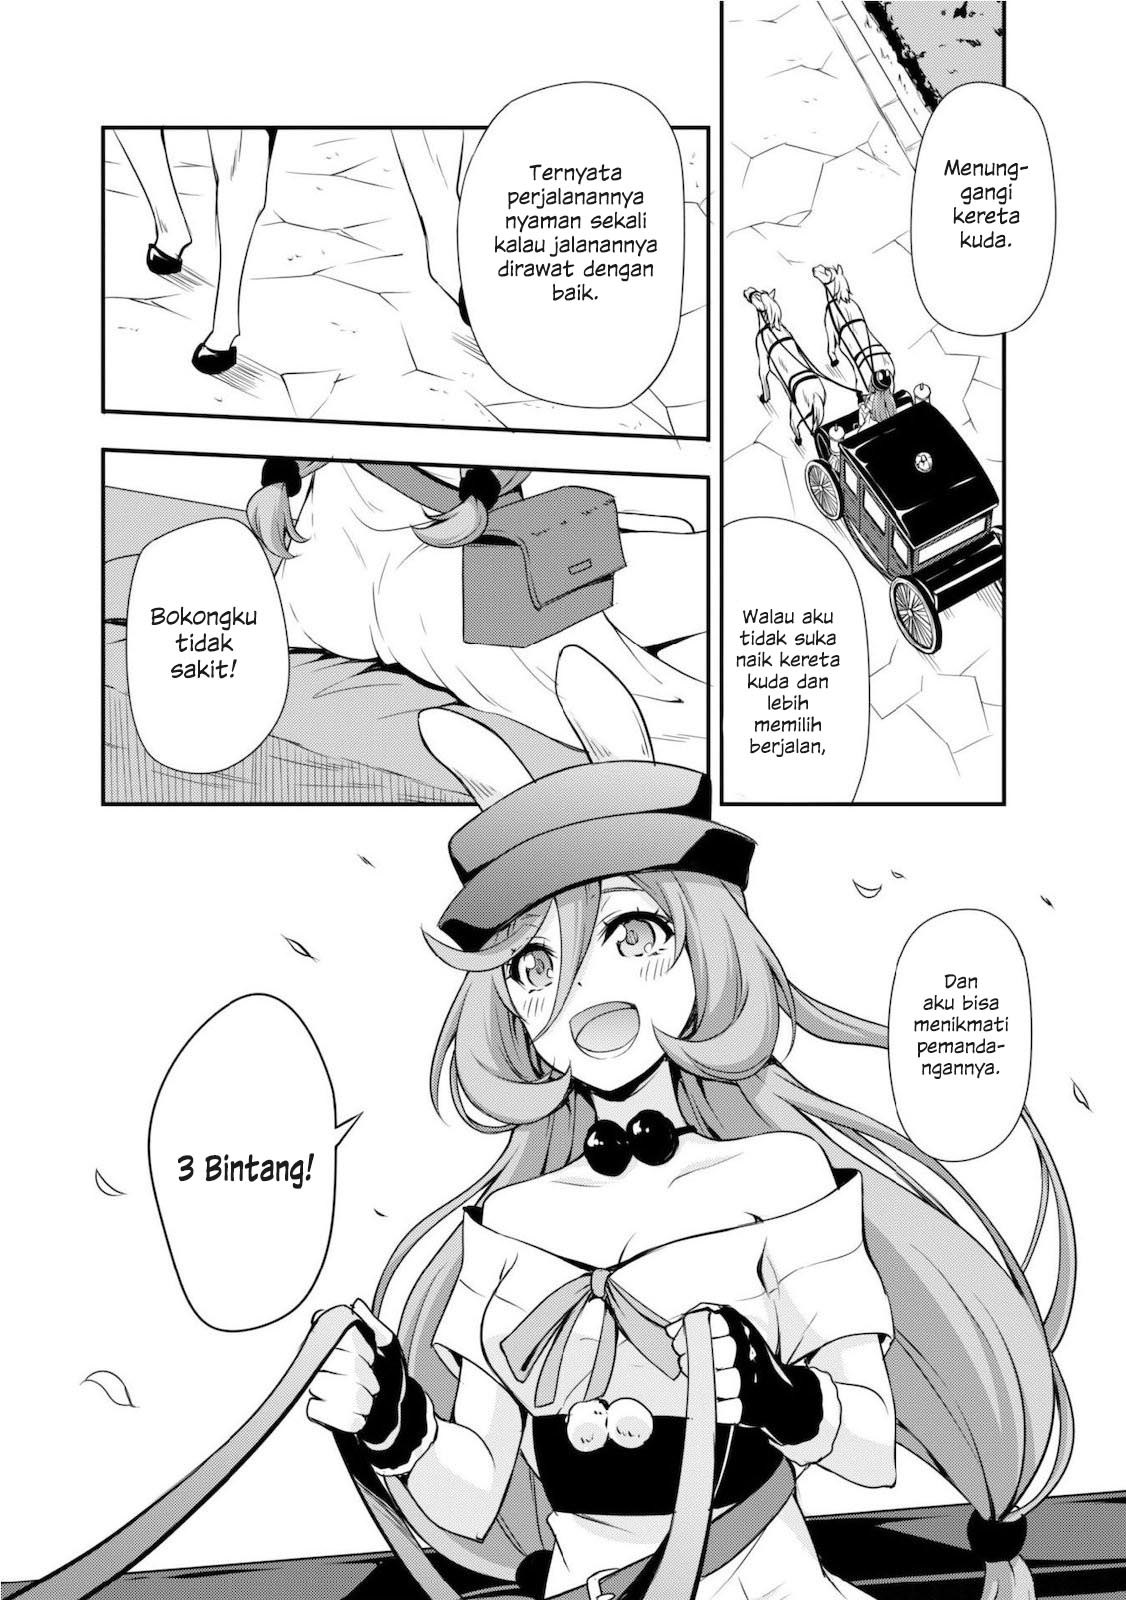 Menung-
gangi
kereta
kuda.
Walau aku
tidak suka
naik kereta
kuda dan
lebih
memilih
berjalan,
Ternyata
perjalanannya
nyaman sekali
kalau jalanannya
dirawat dengan
baik.
Bokongku
tidak
sakit!
Dan
aku bisa
menikmati
pemanda-
ngannya.
3 Bintang!